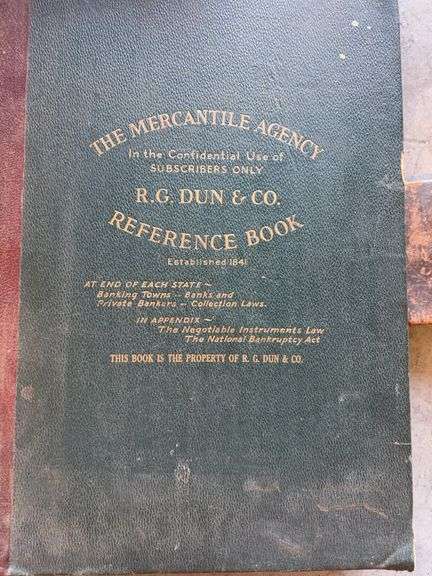 THE MERCANTILE AGENCY
In the Confidential Use of
SUBSCRIBERS ONLY
R.G. DUN & CO.
REFERENCE BOOK
Established 1841
AT END OF EACH STATE ~
Banking Towns – Banks and
Private Bankers – Collection Laws.
IN APPENDIX ~
The Negotiable Instruments Law
The National Bankruptcy Act
THIS BOOK IS THE PROPERTY OF R. G. DUN & CO.